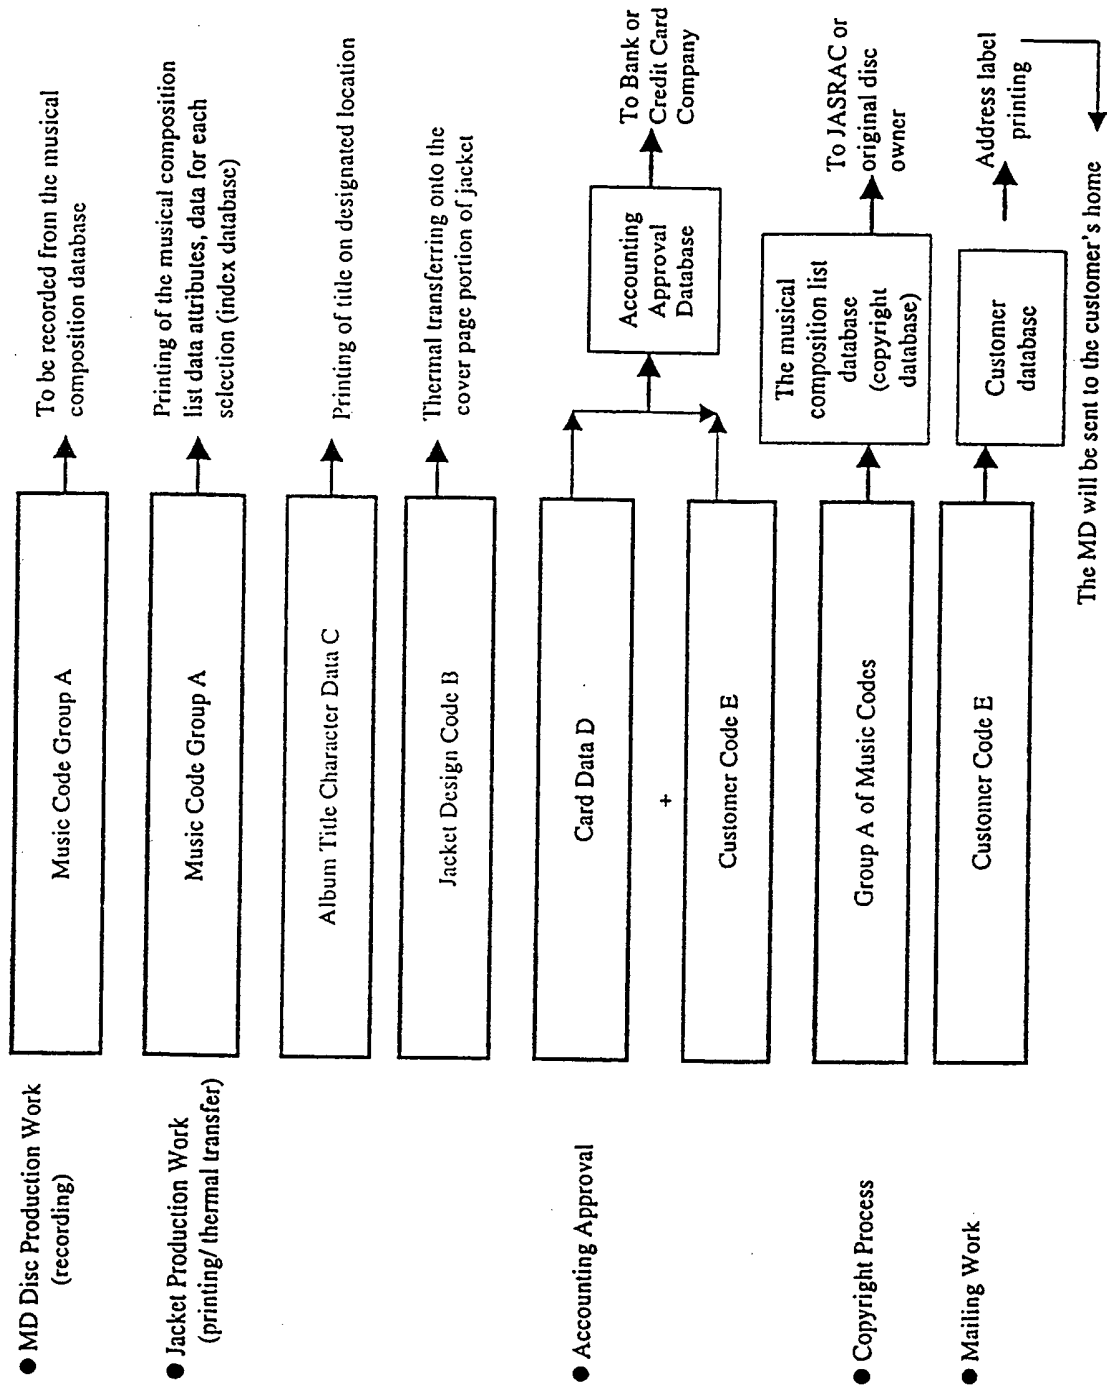 ● MD Disc Production Work
(recording)
Music Code Group A
To be recorded from the musical
composition database
● Jacket Production Work
(printing/ thermal transfer)
Music Code Group A
Printing of the musical composition
list data attributes, data for each
selection (index database)
Album Title Character Data C
Printing of title on designated location
Jacket Design Code B
Thermal transferring onto the
cover page portion of jacket
● Accounting Approval
Card Data D
+
Customer Code E
Accounting
Approval
Database
To Bank or
Credit Card
Company
● Copyright Process
Group A of Music Codes
The musical
composition list
database
(copyright
database)
To JASRAC or
original disc
owner
● Mailing Work
Customer Code E
Customer
database
Address label
printing
The MD will be sent to the customer's home